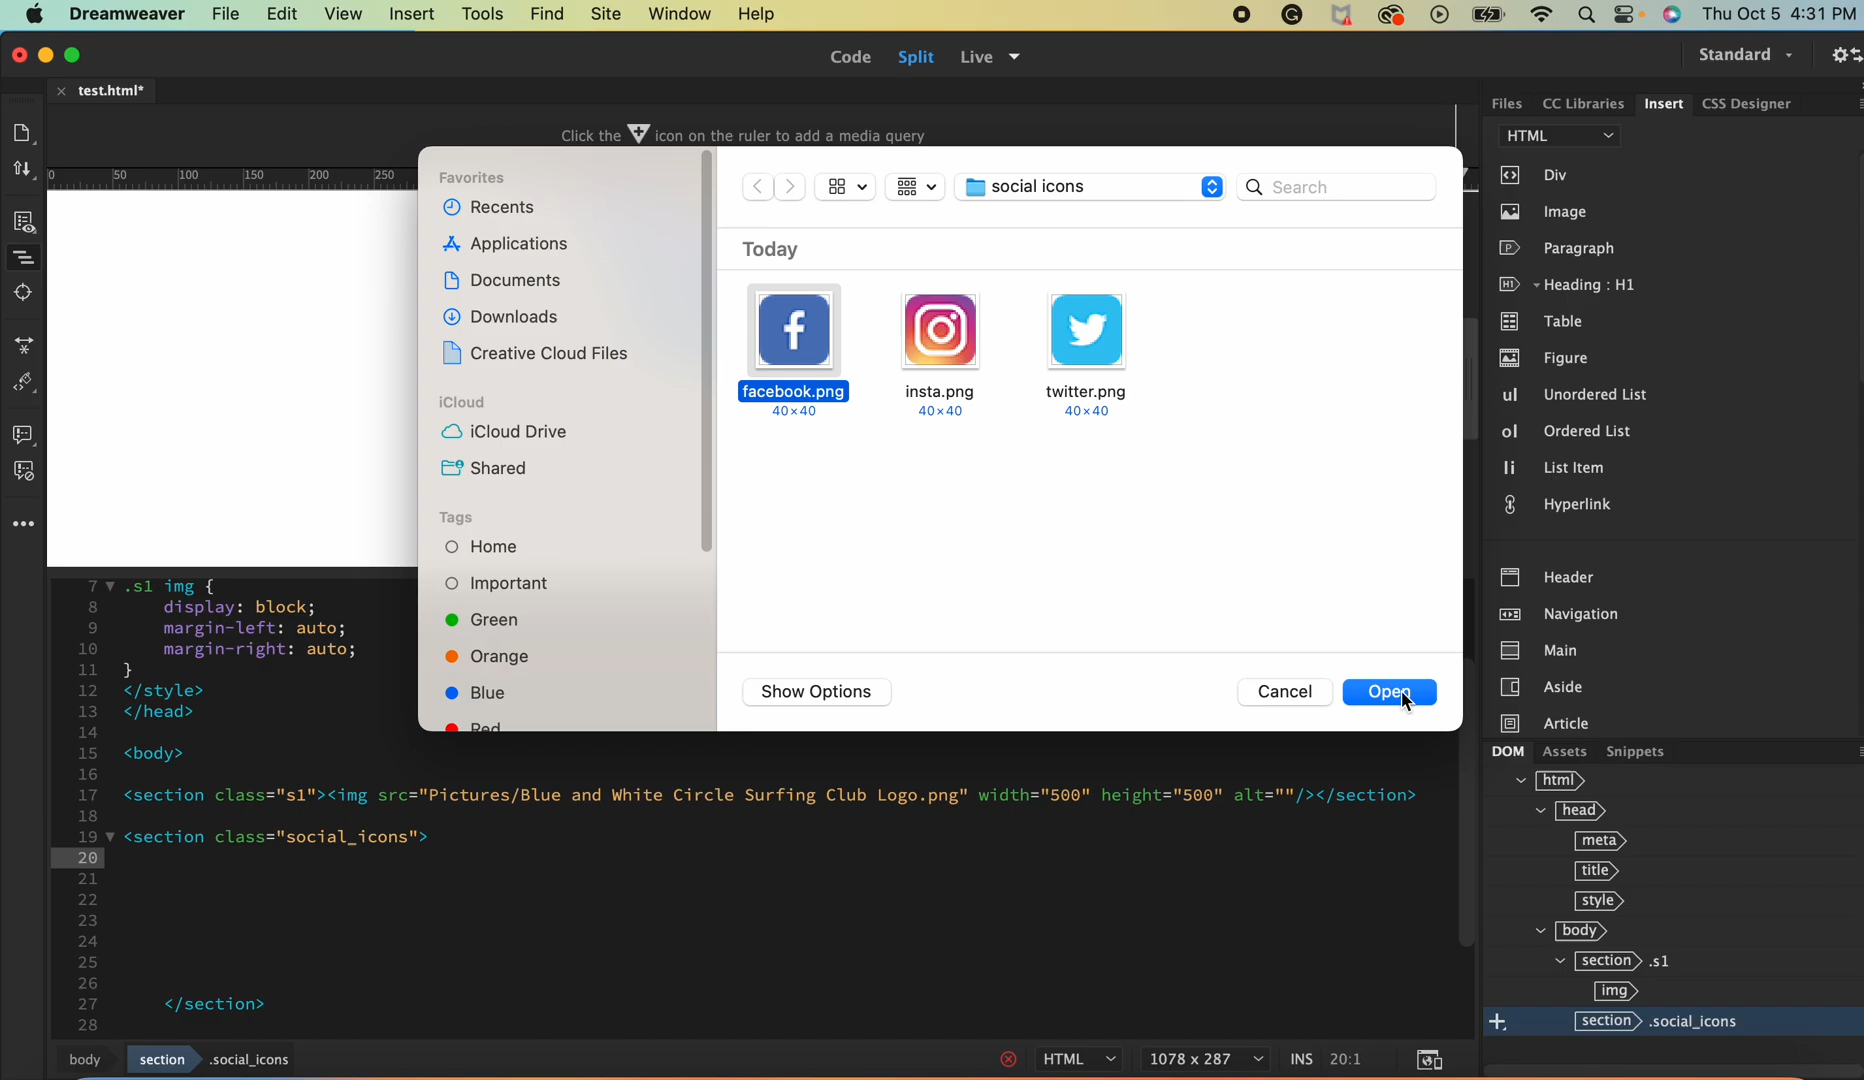 Dreamweaver File Edit View Insert Tools Find Site Window Help Thu Oct 5 4:31 PM
Code Split Live Standard
× test.html*
Click the icon on the ruler to add a media query
0 50 100 150 200 250
Favorites
Recents
Applications
Documents
Downloads
Creative Cloud Files
iCloud
iCloud Drive
Shared
Tags
Home
Important
Green
Orange
Blue
Red
social icons
Search
Today
facebook.png insta.png twitter.png
40×40 40×40 40×40
Show Options Cancel Open
Files CC Libraries Insert CSS Designer
HTML
Div
Image
Paragraph
Heading : H1
Table
Figure
ul Unordered List
ol Ordered List
li List Item
Hyperlink
Header
Navigation
Main
Aside
Article
DOM Assets Snippets
html
head
meta
title
style
body
section .s1
img
section .social_icons
7 .s1 img {
8 display: block;
9 margin-left: auto;
10 margin-right: auto;
11 }
12 </style>
13 </head>
14
15 <body>
16
17 <section class="s1"><img src="Pictures/Blue and White Circle Surfing Club Logo.png" width="500" height="500" alt=""/></section>
18
19 <section class="social_icons">
20
21
22
23
24
25
26
27 </section>
28
body section .social_icons HTML 1078 x 287 INS 20:1